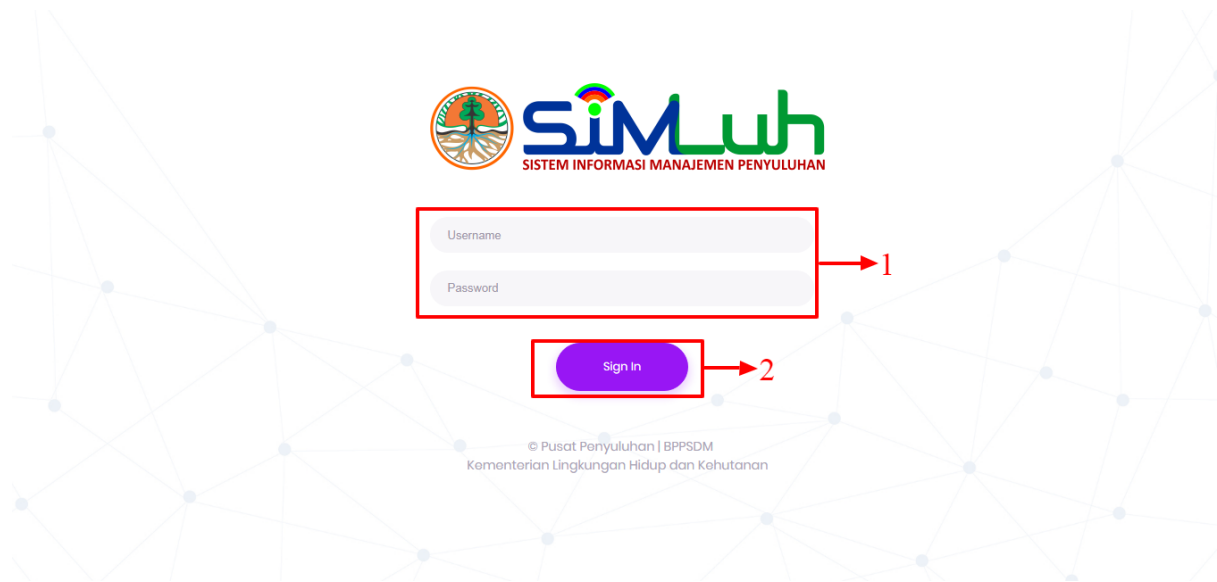 SiMLuh
SISTEM INFORMASI MANAJEMEN PENYULUHAN
Username
Password
1
Sign In
2
© Pusat Penyuluhan | BPPSDM
Kementerian Lingkungan Hidup dan Kehutanan